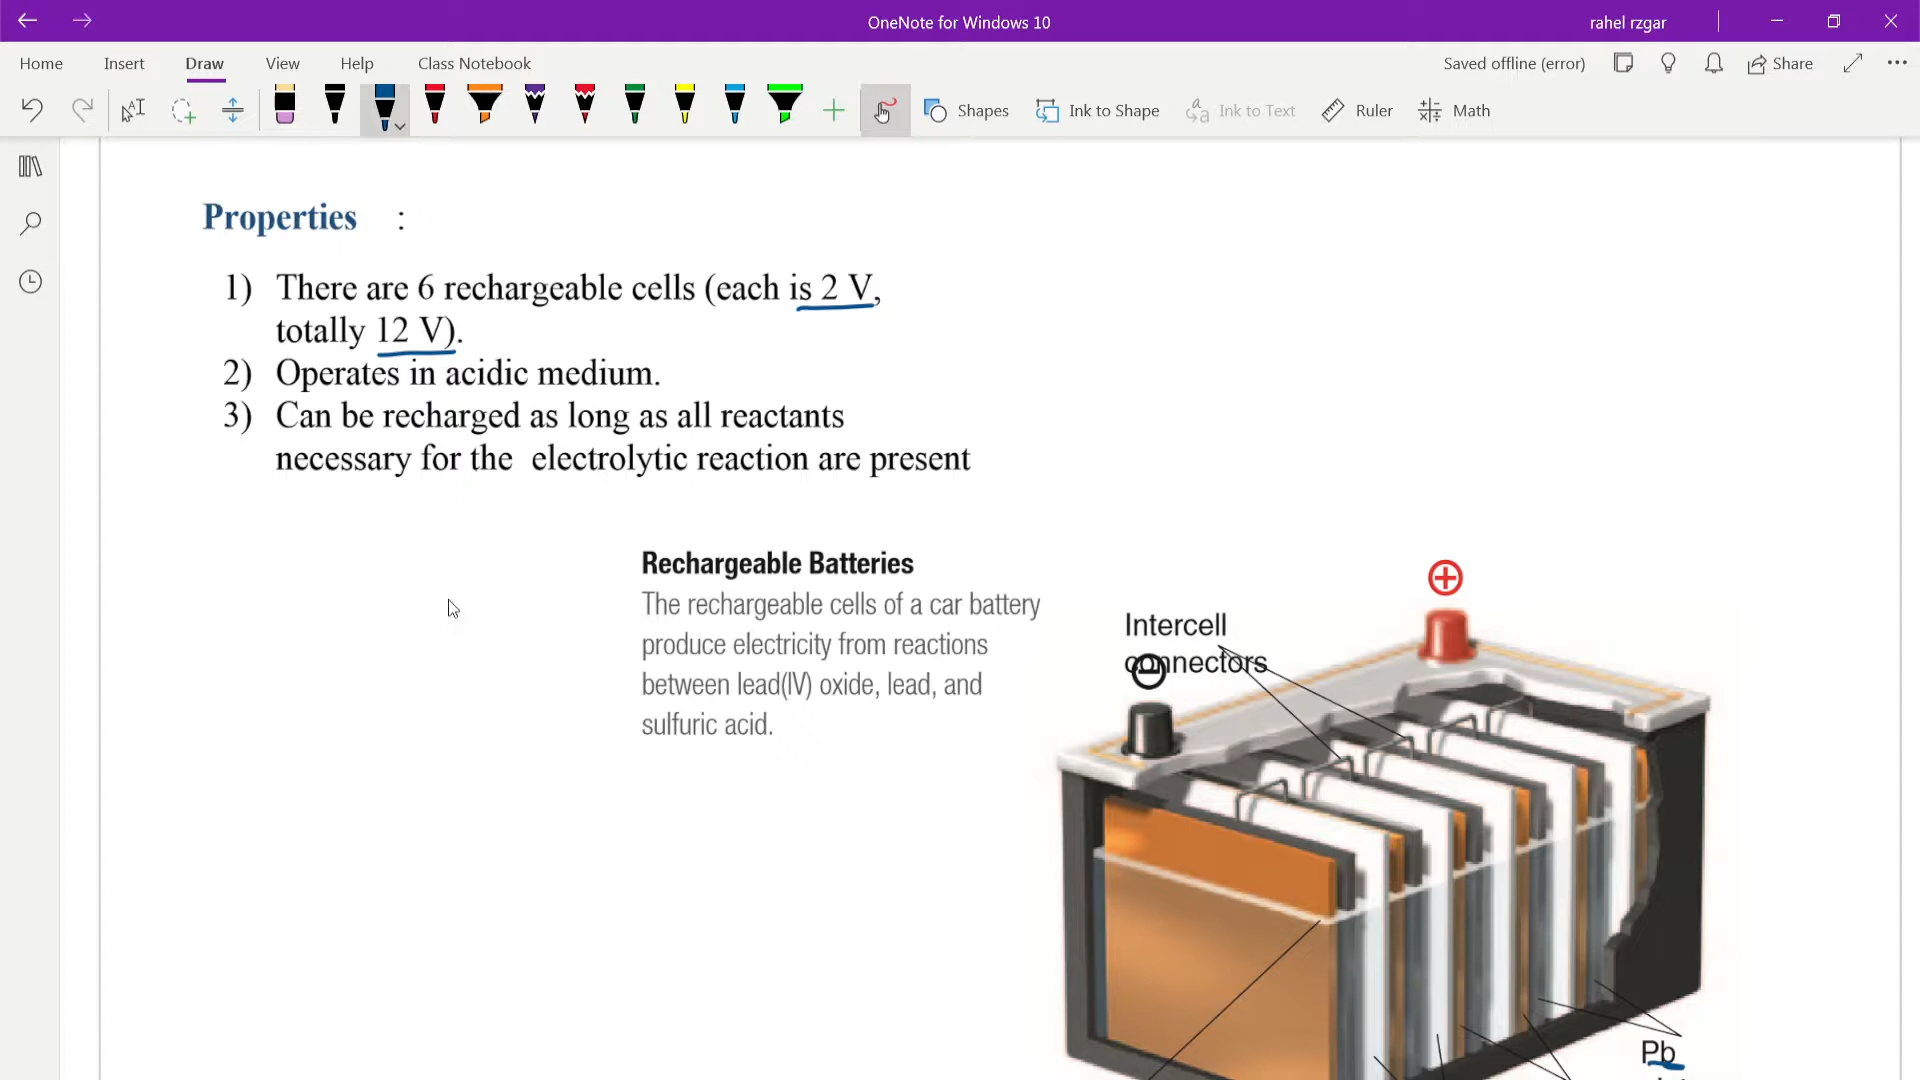 OneNote for Windows 10
rahel rzgar
Home Insert Draw View Help Class Notebook
Saved offline (error)
Share
Shapes
Ink to Shape
Ink to Text
Ruler
Math
Properties :
1) There are 6 rechargeable cells (each is 2 V,
totally 12 V).
2) Operates in acidic medium.
3) Can be recharged as long as all reactants
necessary for the electrolytic reaction are present
Rechargeable Batteries
The rechargeable cells of a car battery
produce electricity from reactions
between lead(IV) oxide, lead, and
sulfuric acid.
Intercell
connectors
Pb